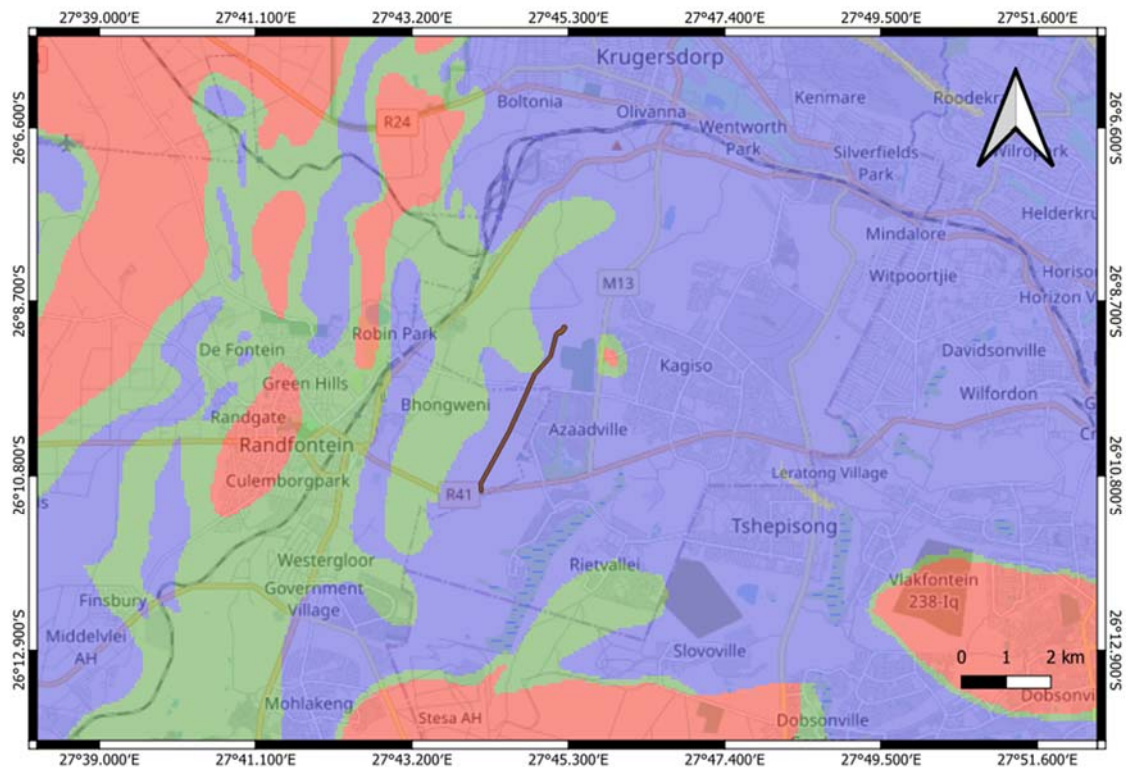 27°39.000'E 27°41.100'E 27°43.200'E 27°45.300'E 27°47.400'E 27°49.500'E 27°51.600'E
Krugersdorp
Boltonia
Kenmare
Roodekr
Olivanna
R24
Wentworth
Park
26°6.600'S
26°6.600'S
Silverfields
Park
Wilropark
Helderkru
Mindalore
Witpoortjie
Horison
M13
Horizon V
26°8.700'S
26°8.700'S
Robin Park
De Fontein
Davidsonville
Kagiso
Green Hills
Wilfordon
Bhongweni
Randgate
Azaadville
Randfontein
Culemborgpark
Leratong Village
26°10.800'S
26°10.800'S
R41
Tshepisong
Westergloor
Rietvallei
Government
Village
Vlakfontein
238-Iq
Finsbury
Middelvlei
AH
Slovoville
26°12.900'S
26°12.900'S
0 1 2 km
Mohlakeng
Stesa AH
Dobsonville
Dobsonvi
27°39.000'E 27°41.100'E 27°43.200'E 27°45.300'E 27°47.400'E 27°49.500'E 27°51.600'E